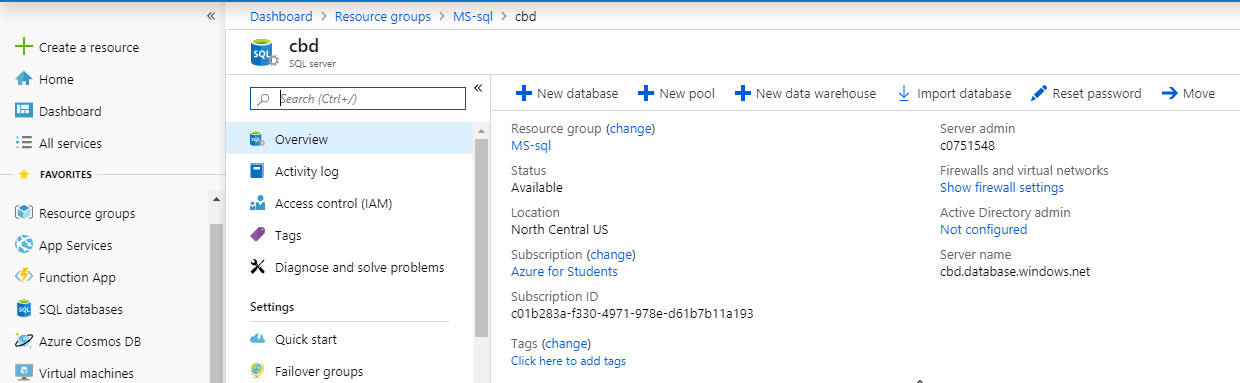 Dashboard > Resource groups > MS-sql > cbd
«
Create a resource
Home
Dashboard
All services
FAVORITES
Resource groups
App Services
Function App
SQL databases
Azure Cosmos DB
Virtual machines
SQL
cbd
SQL server
Search (Ctrl+/)
«
Overview
Activity log
Access control (IAM)
Tags
Diagnose and solve problems
Settings
Quick start
Failover groups
New database New pool New data warehouse Import database Reset password Move
Resource group (change)
MS-sql
Status
Available
Location
North Central US
Subscription (change)
Azure for Students
Subscription ID
c01b283a-f330-4971-978e-d61b7b11a193
Tags (change)
Click here to add tags
Server admin
c0751548
Firewalls and virtual networks
Show firewall settings
Active Directory admin
Not configured
Server name
cbd.database.windows.net